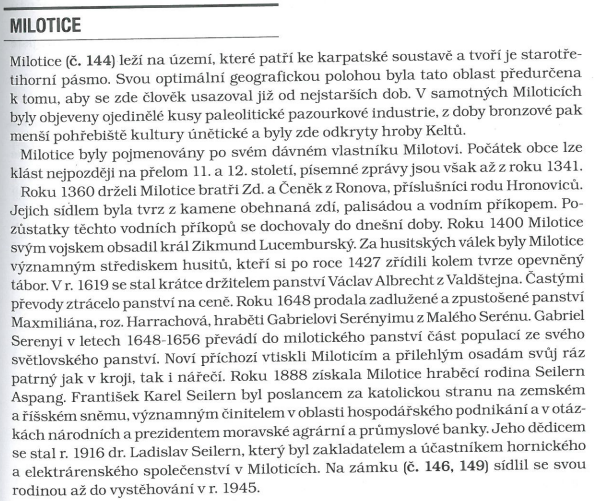 MILOTICE
Milotice (č. 144) leží na území, které patří ke karpatské soustavě a tvoří je starotře-
tihorní pásmo. Svou optimální geografickou polohou byla tato oblast předurčena
k tomu, aby se zde člověk usazoval již od nejstarších dob. V samotných Miloticích
byly objeveny ojedinělé kusy paleolitické pazourkové industrie, z doby bronzové pak
menší pohřebiště kultury únětické a byly zde odkryty hroby Keltů.
Milotice byly pojmenovány po svém dávném vlastníku Milotovi. Počátek obce lze
klást nejpozději na přelom 11. a 12. století, písemné zprávy jsou však až z roku 1341.
Roku 1360 drželi Milotice bratři Zd. a Čeněk z Ronova, příslušníci rodu Hronoviců.
Jejich sídlem byla tvrz z kamene obehnaná zdí, palisádou a vodním příkopem. Po-
zůstatky těchto vodních příkopů se dochovaly do dnešní doby. Roku 1400 Milotice
svým vojskem obsadil král Zikmund Lucemburský. Za husitských válek byly Milotice
významným střediskem husitů, kteří si po roce 1427 zřídili kolem tvrze opevněný
tábor. V r. 1619 se stal krátce držitelem panství Václav Albrecht z Valdštejna. Častými
převody ztrácelo panství na ceně. Roku 1648 prodala zadlužené a zpustošené panství
Maxmiliána, roz. Harrachová, hraběti Gabrielovi Serényimu z Malého Serénu. Gabriel
Serenyi v letech 1648-1656 převádí do milotického panství část populací ze svého
světlovského panství. Noví příchozí vtiskli Miloticím a přilehlým osadám svůj ráz
patrný jak v kroji, tak i nářečí. Roku 1888 získala Milotice hraběcí rodina Seilern
Aspang. František Karel Seilern byl poslancem za katolickou stranu na zemském
a říšském sněmu, významným činitelem v oblasti hospodářského podnikání a v otáz-
kách národních a prezidentem moravské agrární a průmyslové banky. Jeho dědicem
se stal r. 1916 dr. Ladislav Seilern, který byl zakladatelem a účastníkem hornického
a elektrárenského společenství v Miloticích. Na zámku (č. 146, 149) sídlil se svou
rodinou až do vystěhování v r. 1945.